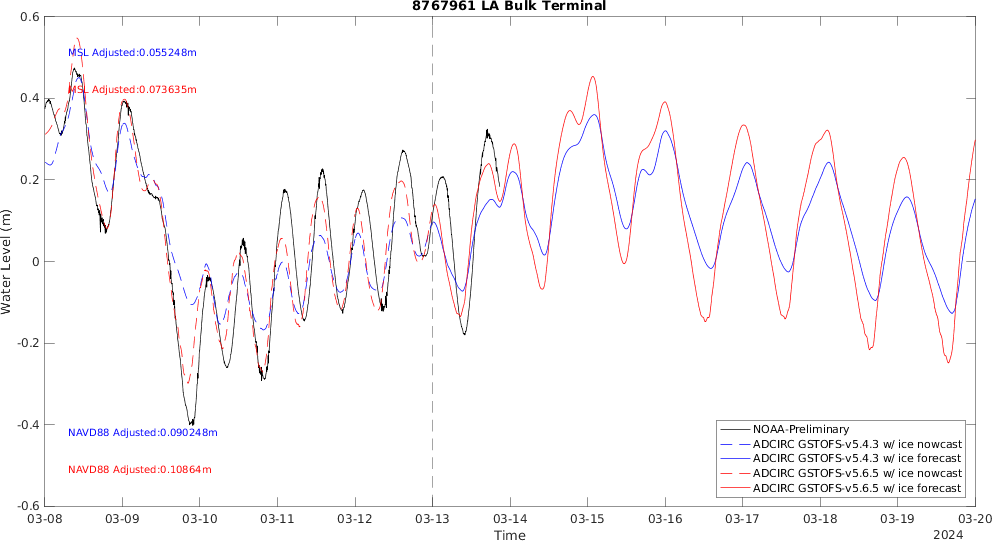 8767961 LA Bulk Terminal
MSL Adjusted:0.055248m
MSL Adjusted:0.073635m
NAVD88 Adjusted:0.090248m
NAVD88 Adjusted:0.10864m
Water Level (m)
0.6
0.4
0.2
0
-0.2
-0.4
-0.6
NOAA-Preliminary
ADCIRC GSTOFS-v5.4.3 w/ ice nowcast
ADCIRC GSTOFS-v5.4.3 w/ ice forecast
ADCIRC GSTOFS-v5.6.5 w/ ice nowcast
ADCIRC GSTOFS-v5.6.5 w/ ice forecast
03-08 03-09 03-10 03-11 03-12 03-13 03-14 03-15 03-16 03-17 03-18 03-19 03-20
Time
2024